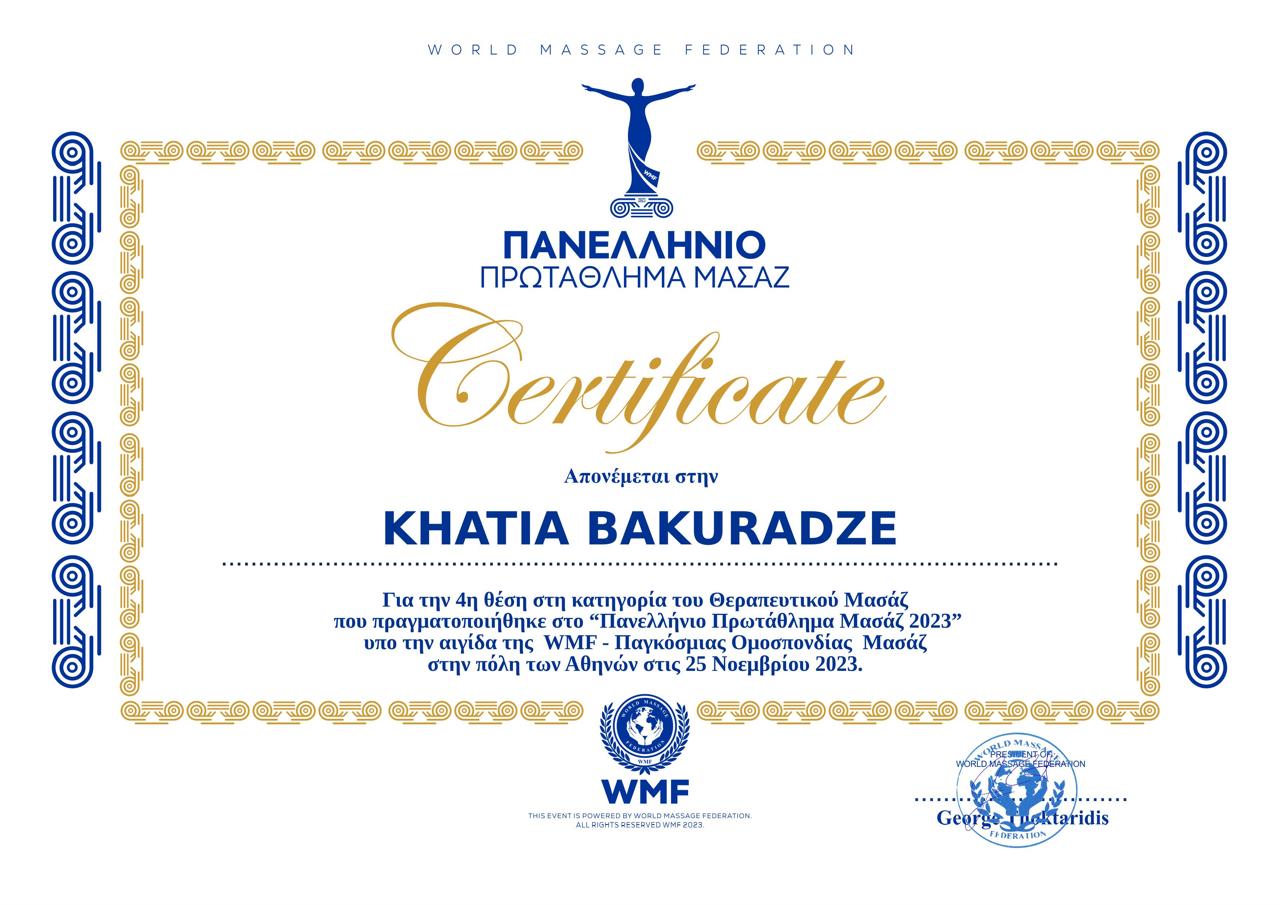 WORLD MASSAGE FEDERATION
WMF
ΠΑΝΕΛΛΗΝΙΟ
ΠΡΩΤΑΘΛΗΜΑ ΜΑΣΑΖ
Certificate
Απονέμεται στην
KHATIA BAKURADZE
Για την 4η θέση στη κατηγορία του Θεραπευτικού Μασάζ
που πραγματοποιήθηκε στο “Πανελλήνιο Πρωτάθλημα Μασάζ 2023”
υπο την αιγίδα της WMF - Παγκόσμιας Ομοσπονδίας Μασάζ
στην πόλη των Αθηνών στις 25 Νοεμβρίου 2023.
WORLD MASSAGE
FEDERATION
WMF
WMF
THIS EVENT IS POWERED BY WORLD MASSAGE FEDERATION.
ALL RIGHTS RESERVED WMF 2023.
WORLD MASSAGE
PRESIDENT OF
WORLD MASSAGE FEDERATION
George
FEDERATION